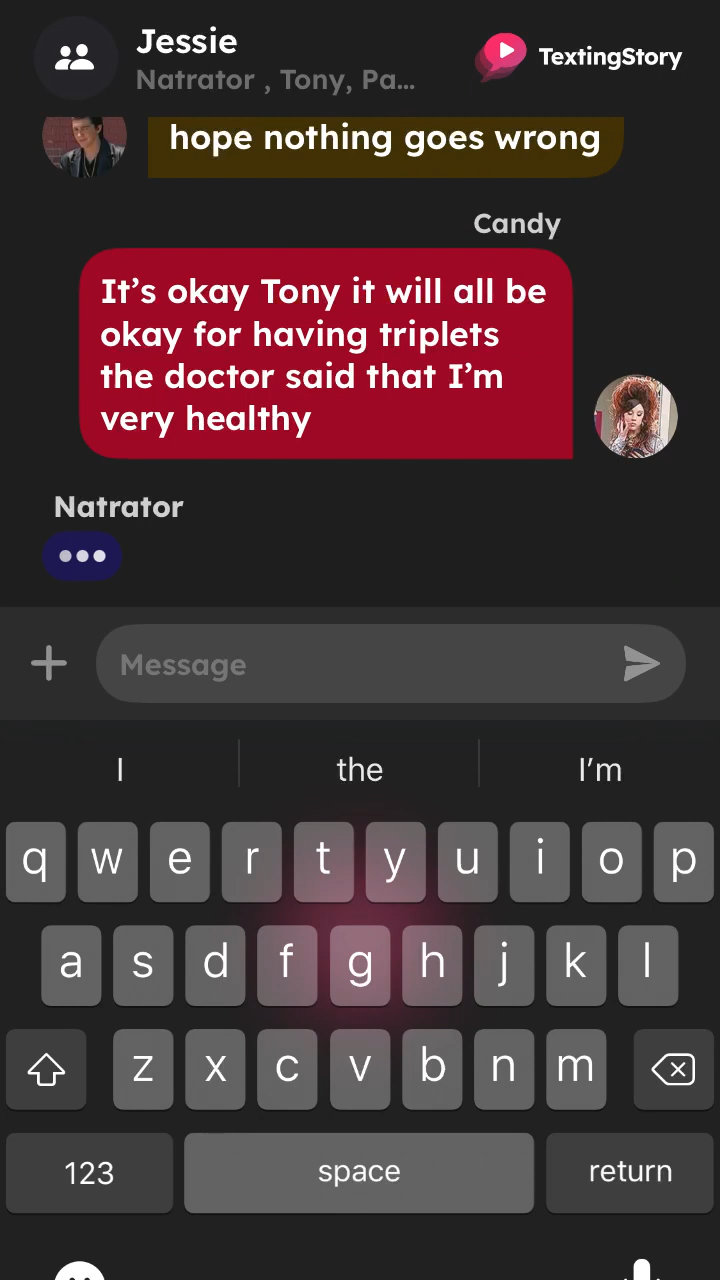 Jessie
Natrator , Tony, Pa...
TextingStory
hope nothing goes wrong
Candy
It’s okay Tony it will all be
okay for having triplets
the doctor said that I’m
very healthy
Natrator
Message
I the I’m
q w e r t y u i o p
a s d f g h j k l
z x c v b n m
123 space return